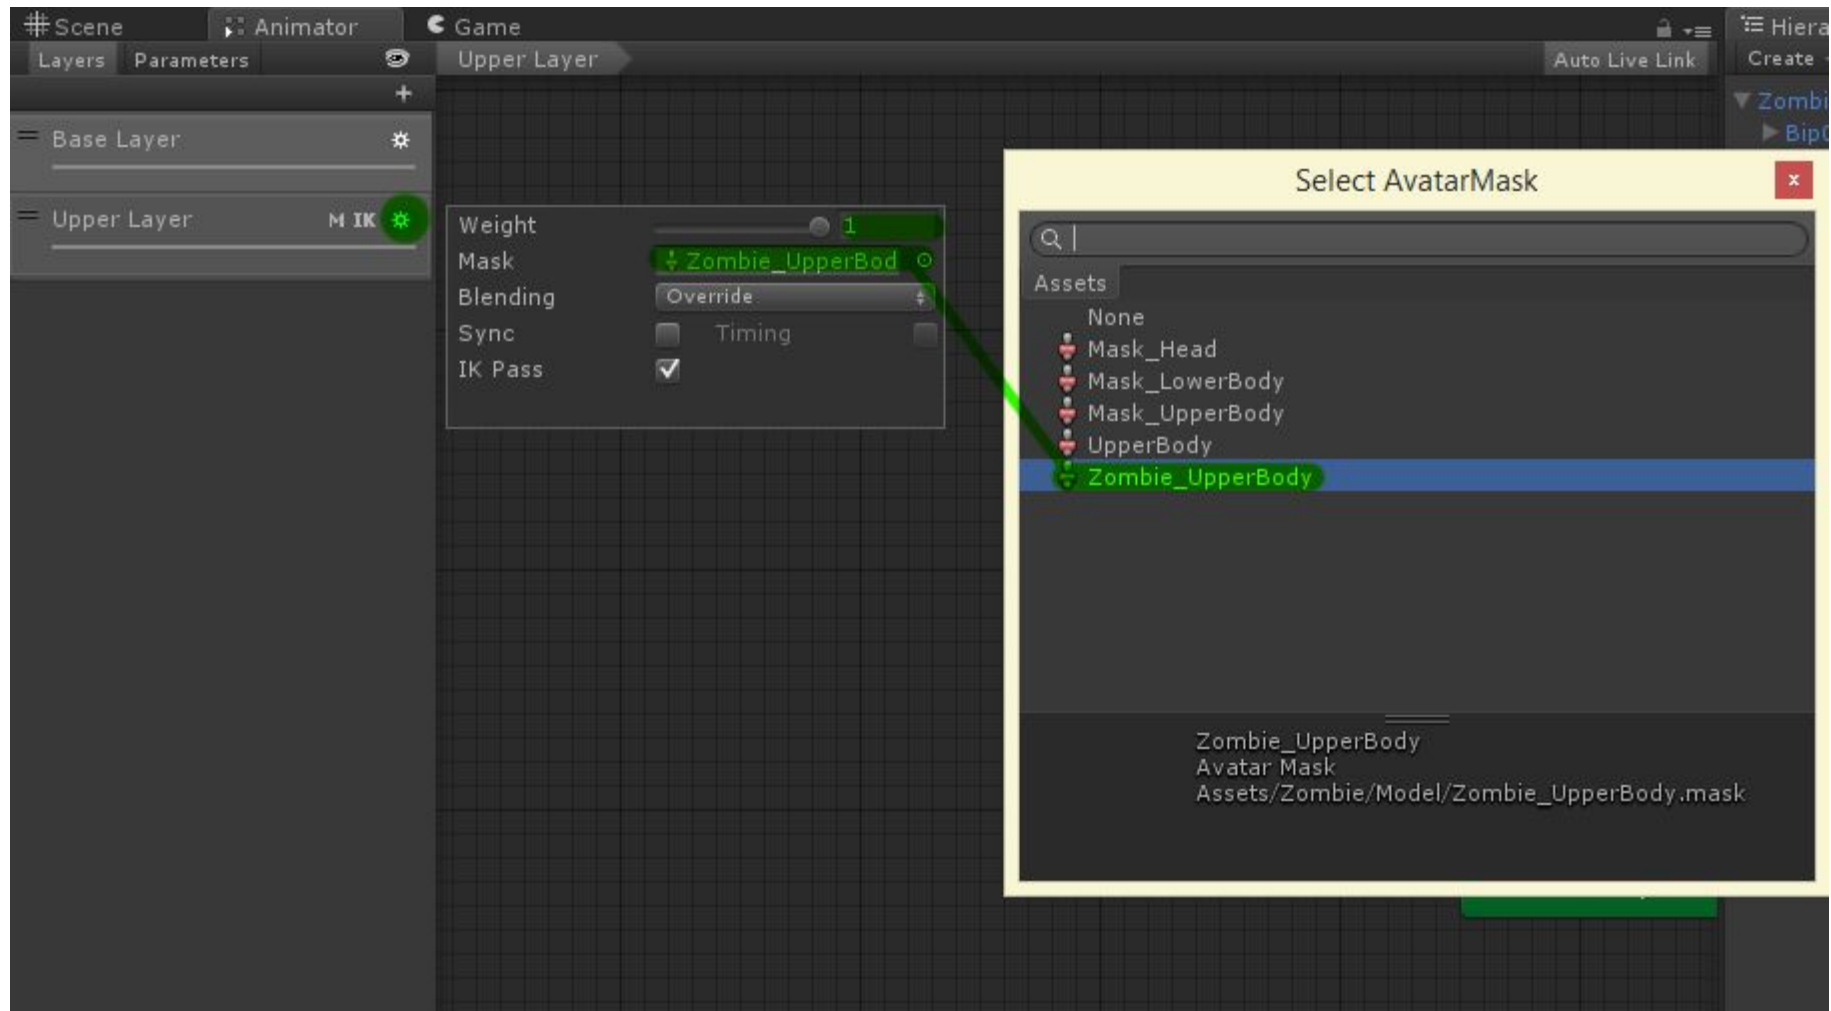 Scene Animator Game Hiera
Layers Parameters Upper Layer Auto Live Link Create
+ Zombi
Base Layer Bip
Select AvatarMask x
Upper Layer M IK
Weight 1
Mask Zombie_UpperBod
Blending Override
Sync Timing
IK Pass
Assets
None
Mask_Head
Mask_LowerBody
Mask_UpperBody
UpperBody
Zombie_UpperBody
Zombie_UpperBody
Avatar Mask
Assets/Zombie/Model/Zombie_UpperBody.mask